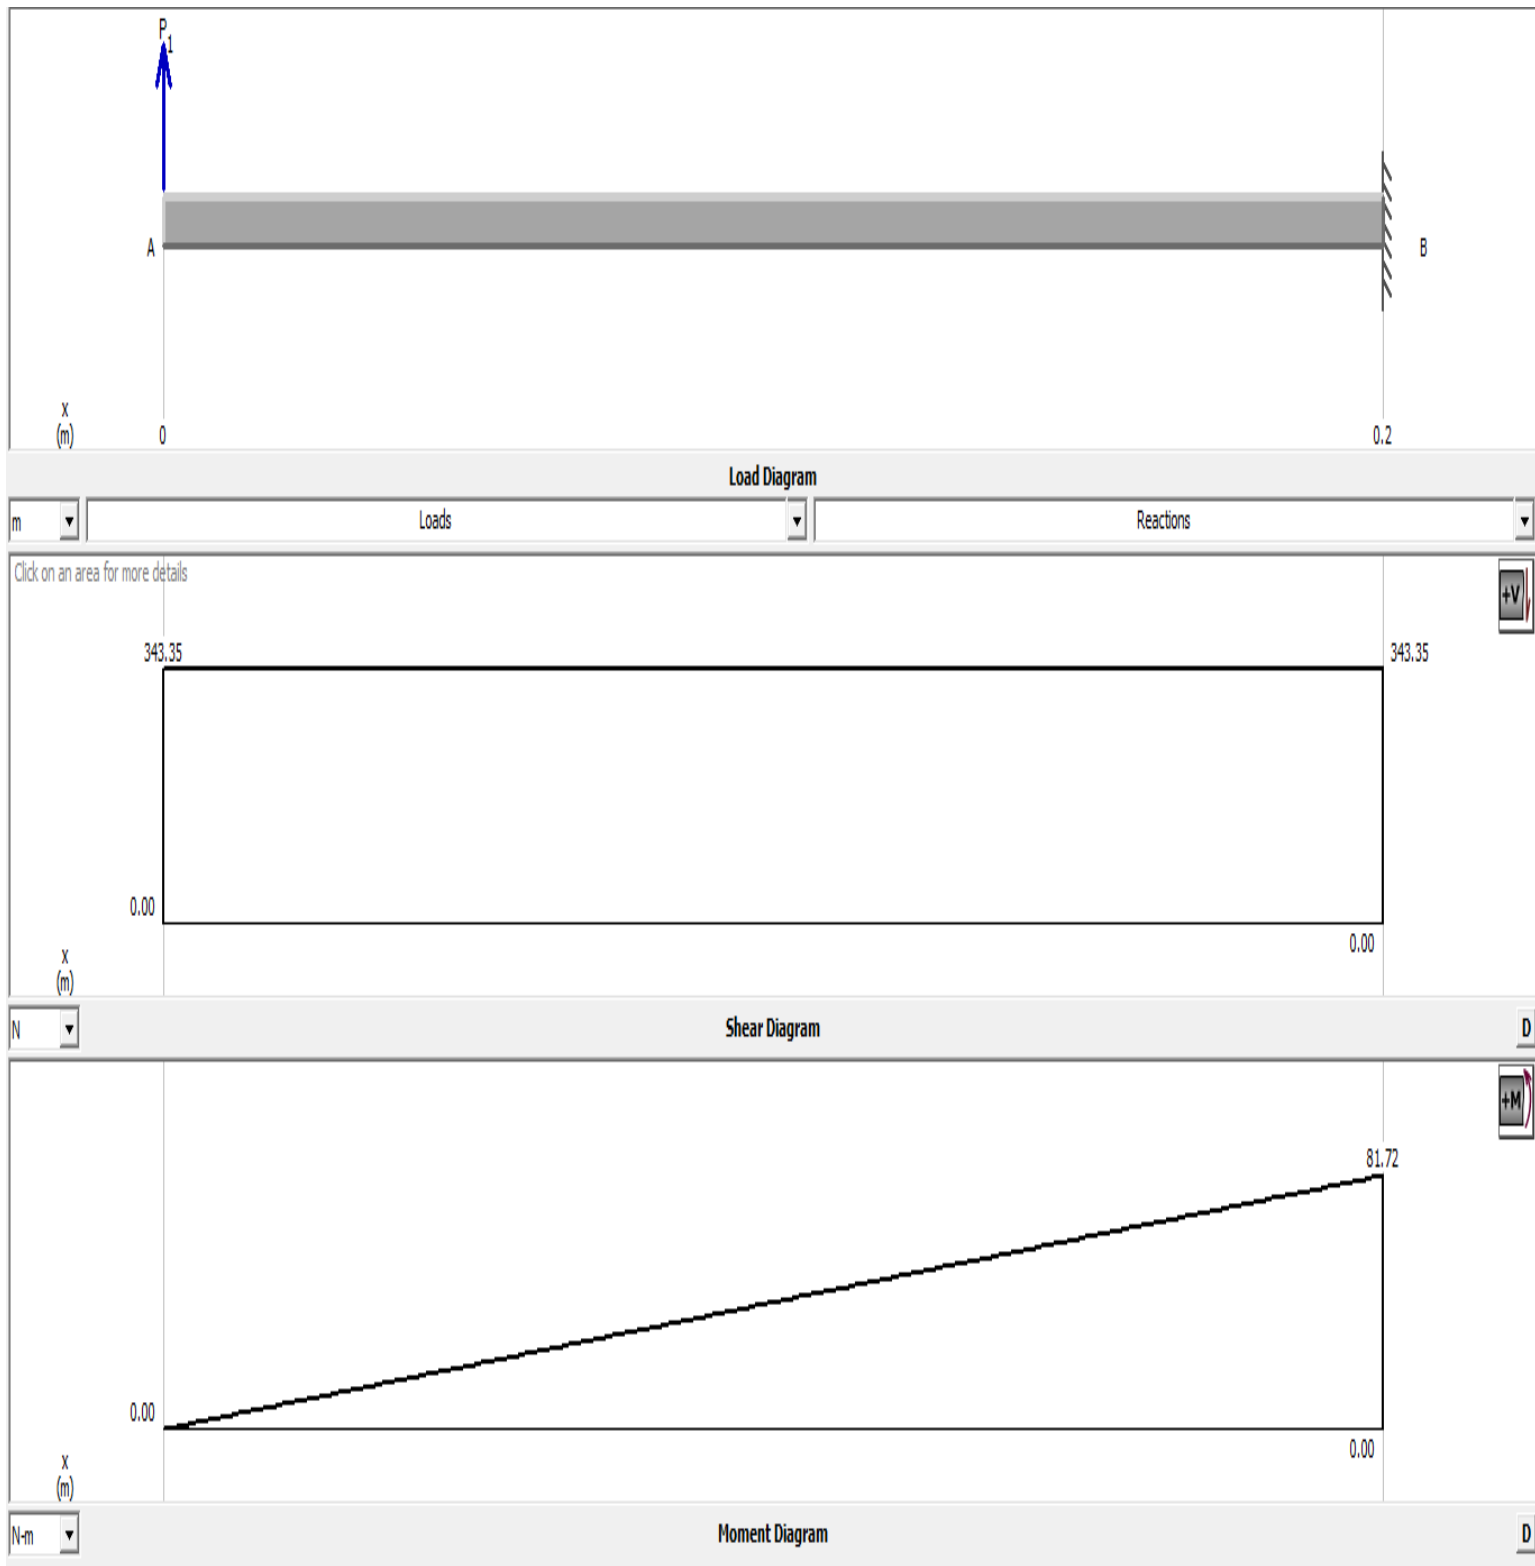 P1
A
B
x
(m)
0
0.2
Load Diagram
m
Loads
Reactions
Click on an area for more details
+V
343.35
343.35
0.00
0.00
x
(m)
N
Shear Diagram
D
+M
81.72
0.00
0.00
x
(m)
N-m
Moment Diagram
D